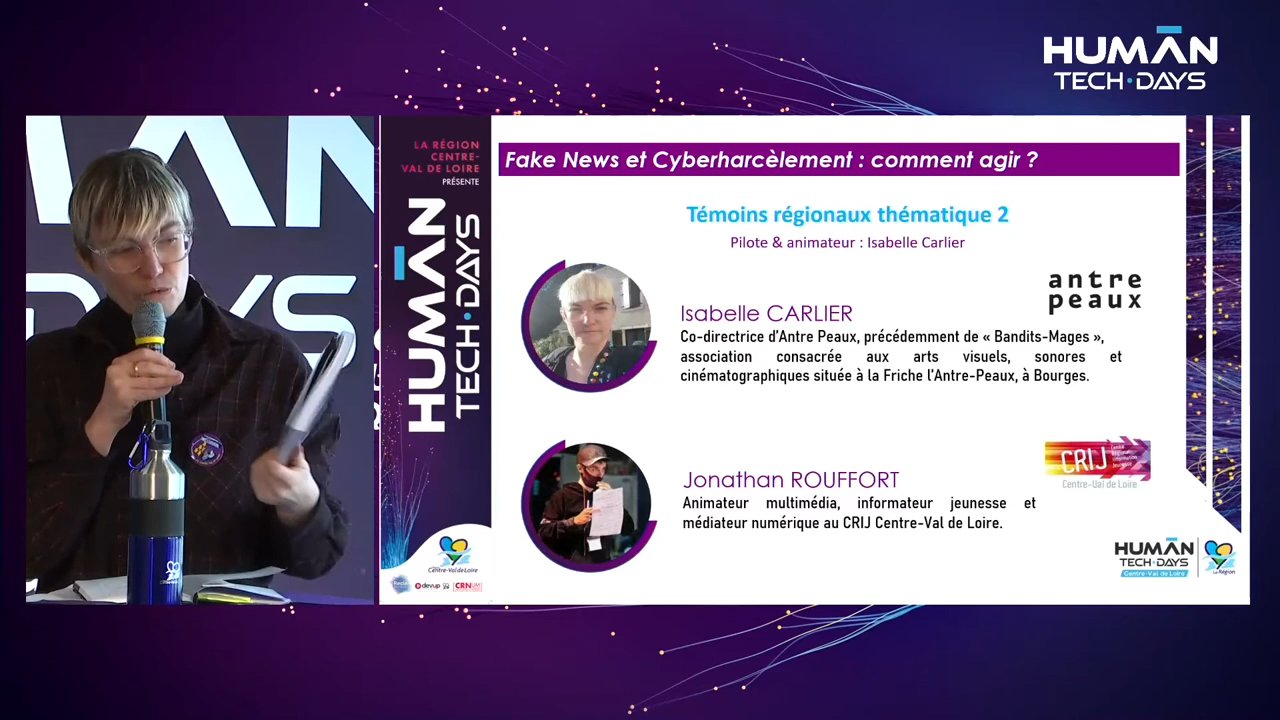 HUMAN
TECH·DAYS
MAN
DAYS
LA RÉGION
CENTRE-
VAL DE LOIRE
PRÉSENTE
HUMAN
TECH·DAYS
Centre-Val de Loire
devup
CRIJ
Fake News et Cyberharcèlement : comment agir ?
Témoins régionaux thématique 2
Pilote & animateur : Isabelle Carlier
antre
peaux
Isabelle CARLIER
Co-directrice d’Antre Peaux, précédemment de « Bandits-Mages »,
association consacrée aux arts visuels, sonores et
cinématographiques située à la Friche l’Antre-Peaux, à Bourges.
Jonathan ROUFFORT
Animateur multimédia, informateur jeunesse et
médiateur numérique au CRIJ Centre-Val de Loire.
Centre-Val de Loire
HUMAN
TECH·DAYS
Centre-Val de Loire
La Région